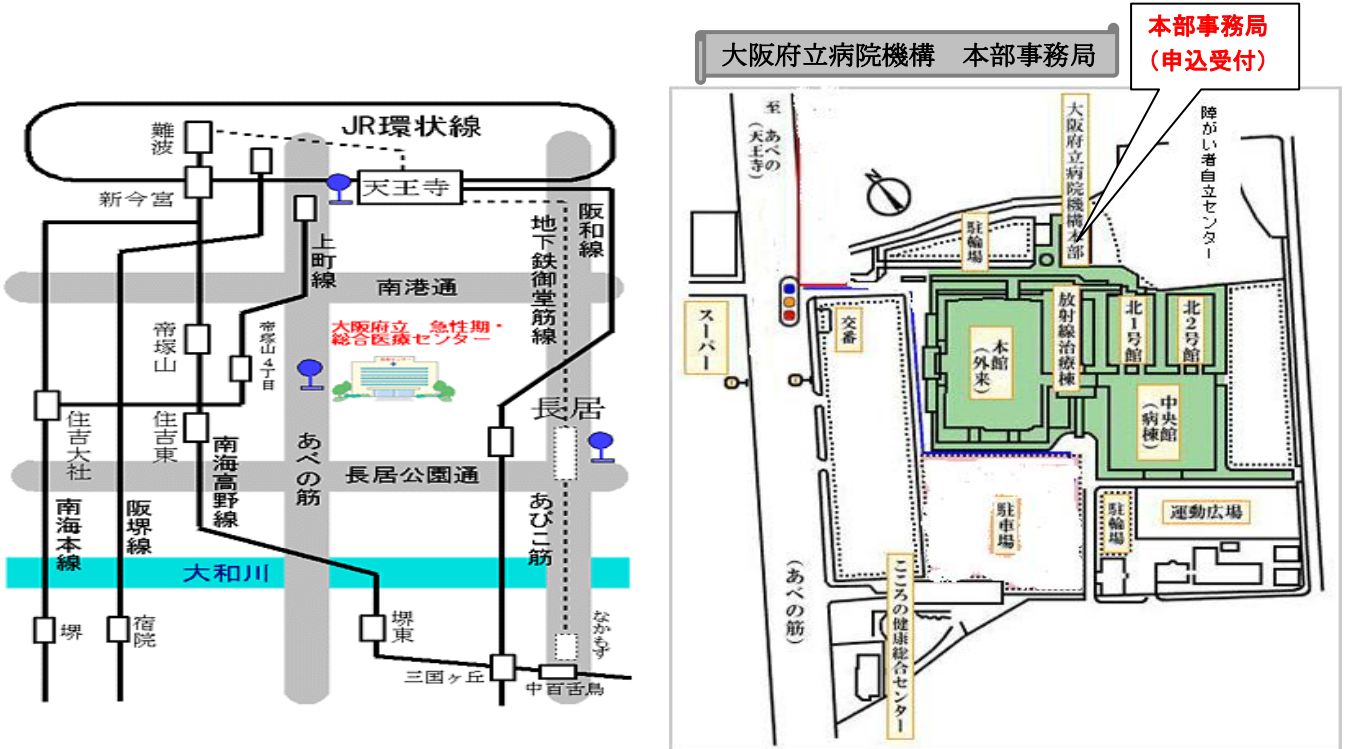 JR環状線
難波
新今宮
天王寺
上町線
地下鉄御堂筋線
阪和線
南港通
大阪府立 急性期・
総合医療センター
帝塚山
帝塚山4丁目
住吉大社
住吉東
南海高野線
あべの筋
長居
長居公園通
南海本線
阪堺線
あびこ筋
大和川
堺
宿院
堺東
なかもず
三国ヶ丘
中百舌鳥
大阪府立病院機構 本部事務局
本部事務局
(申込受付)
至 あべの
(天王寺)
N
大阪府立病院機構本部
障がい者自立センター
駐輪場
スーパー
交番
本館
(外来)
放射線治療棟
北1号館
北2号館
中央館
(病棟)
駐車場
駐輪場
運動広場
こころの健康総合センター
(あべの筋)